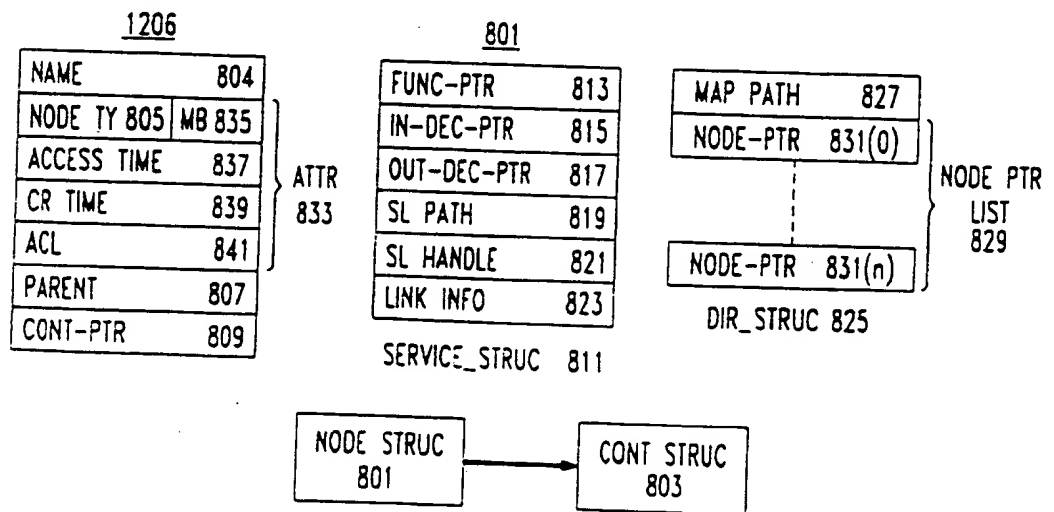 1206
NAME 804
NODE TY 805 MB 835
ACCESS TIME 837
CR TIME 839
ACL 841
PARENT 807
CONT-PTR 809
ATTR
833
801
FUNC-PTR 813
IN-DEC-PTR 815
OUT-DEC-PTR 817
SL PATH 819
SL HANDLE 821
LINK INFO 823
SERVICE_STRUC 811
MAP PATH 827
NODE-PTR 831(0)
NODE-PTR 831(n)
DIR_STRUC 825
NODE PTR
LIST
829
NODE STRUC
801
CONT STRUC
803